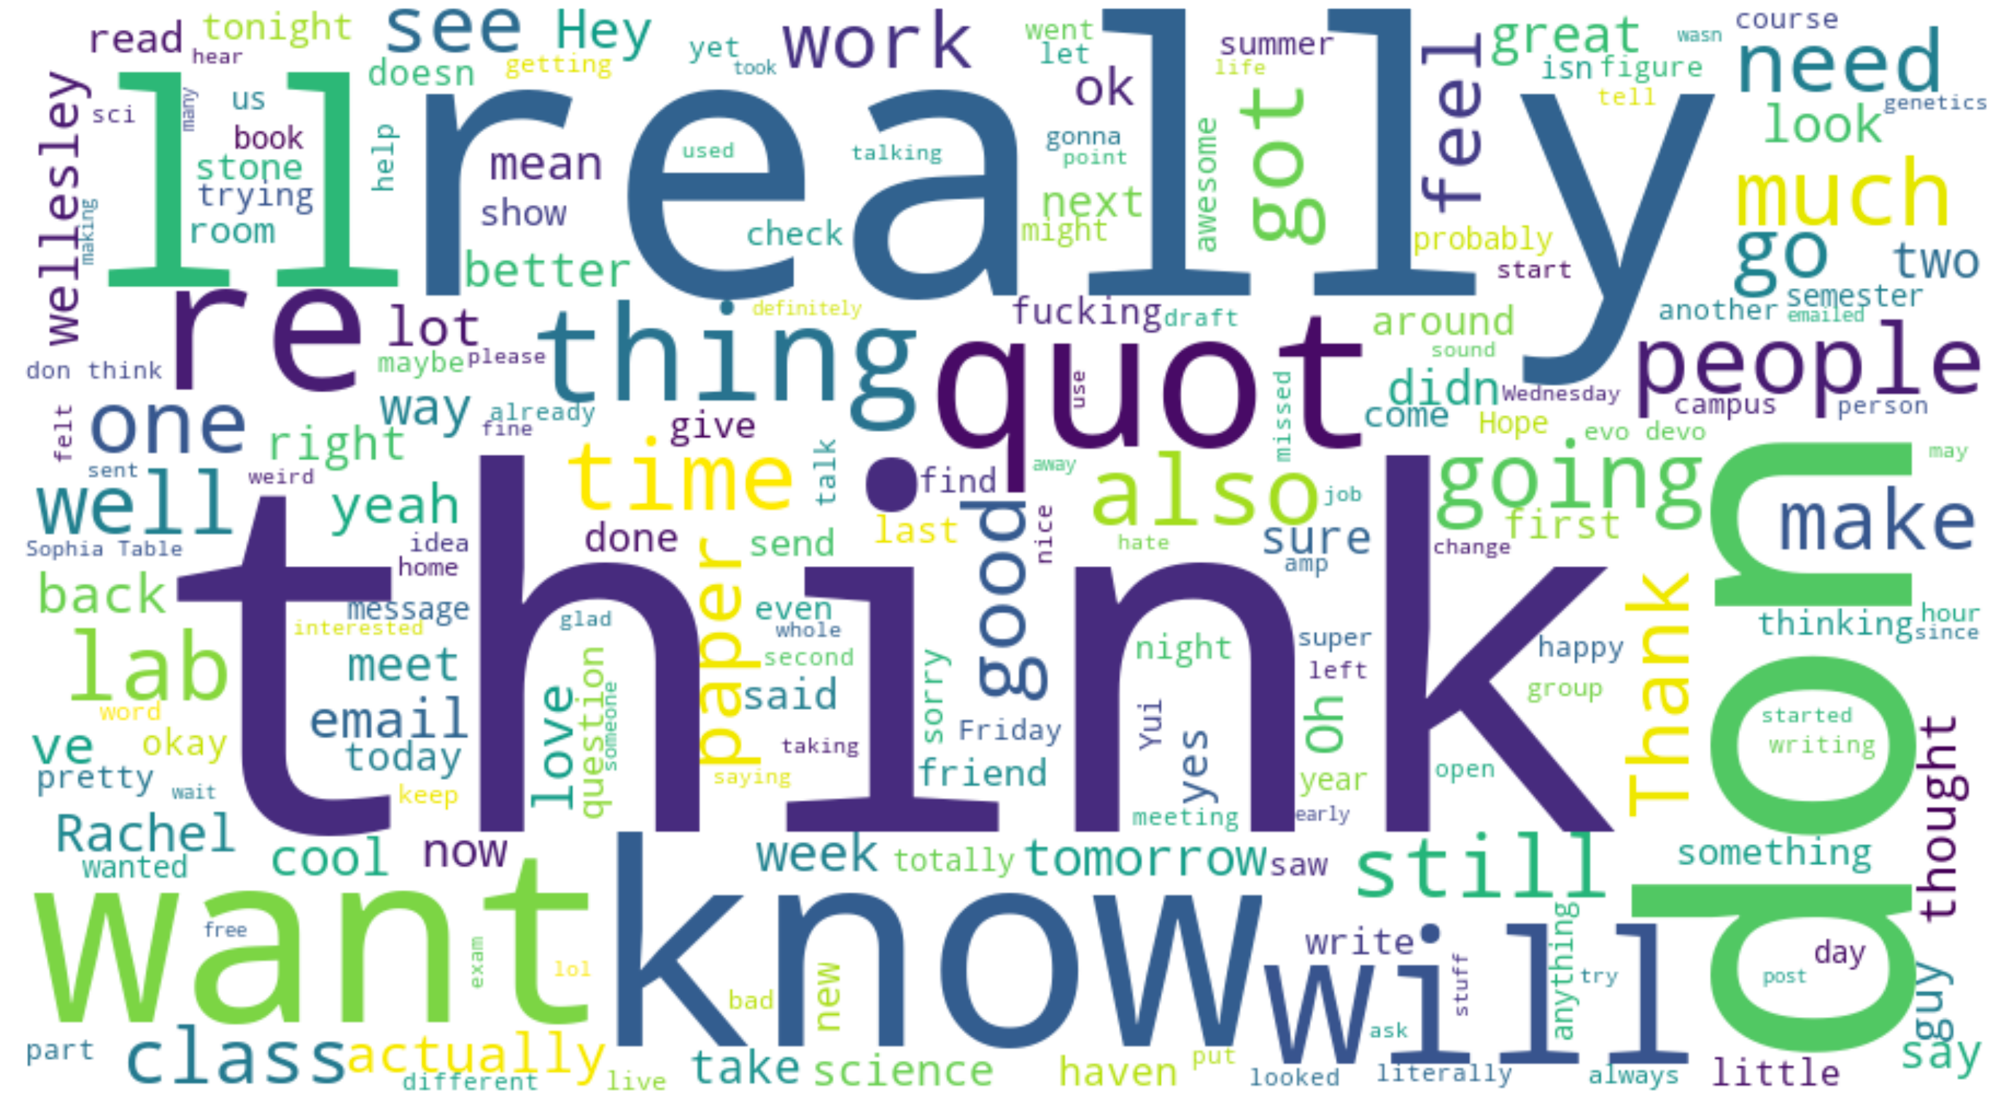 read
tonight
see
Hey
yet
took
work
went
let
summer
life
great
wasn
course
need
hear
doesn
getting
ok
feel
isn
figure
tell
genetics
look
wellesley
sci
many
us
book
stone
trying
room
making
help
ll
really
mean
show
used
talking
check
better
gonna
point
next
might
awesome
got
probably
start
much
go
two
semester
another
emailed
re
lot
thing
definitely
fucking
draft
around
sound
people
don think
maybe
please
quot
use
missed
didn
Wednesday
campus
person
come
Hope
evo devo
felt
one
way
already
fine
give
right
sent
weird
well
yeah
time
talk
find
away
also
job
going
first
may
make
Sophia Table
idea
home
done
send
last
good
nice
hate
sure
amp
change
back
think
message
interested
glad
paper
even
whole
second
said
night
super
left
happy
group
Thank
don
thinking
hour
since
lab
word
meet
email
today
love
question
someone
sorry
Friday
Yui
yes
Oh
year
open
started
writing
thought
ve
okay
pretty
wait
keep
saying
taking
friend
meeting
early
Rachel
wanted
cool
now
week
totally
tomorrow
saw
still
something
want
free
exam
lol
know
bad
new
will
write
stuff
anything
try
ask
day
post
guy
say
part
class
actually
different
live
take
science
haven
put
looked
literally
always
little